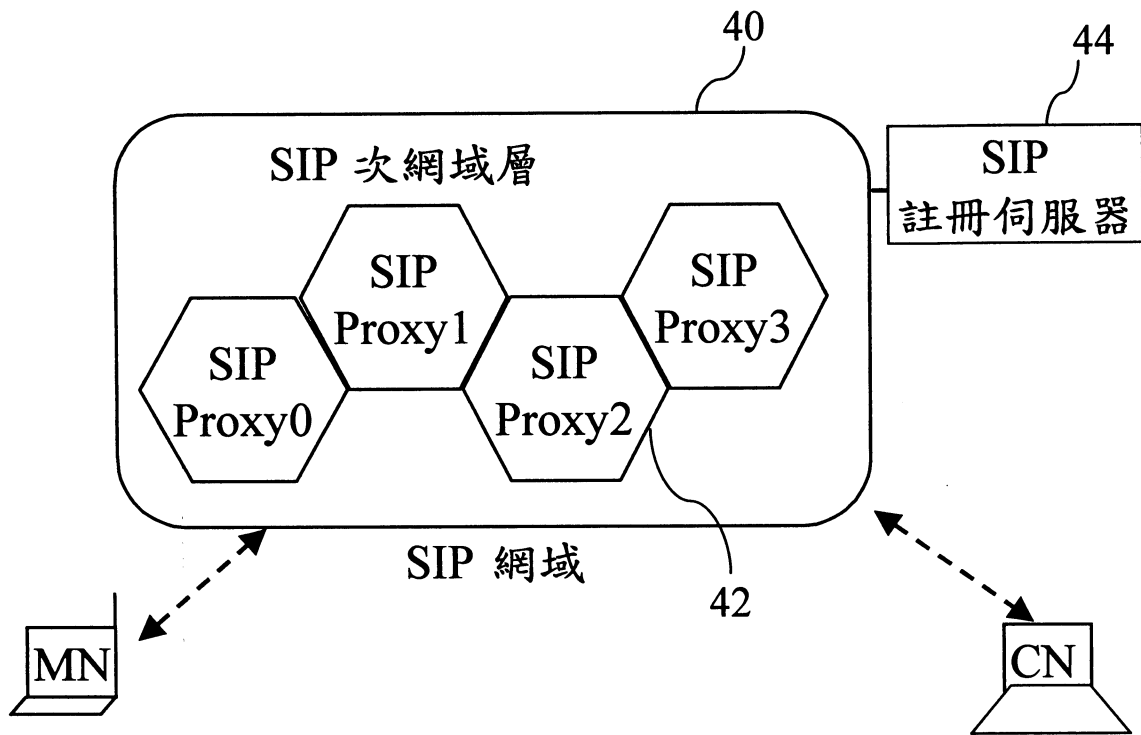 40
44
SIP 次網域層
SIP
註冊伺服器
SIP
Proxy1
SIP
Proxy3
SIP
Proxy0
SIP
Proxy2
SIP 網域
42
MN
CN